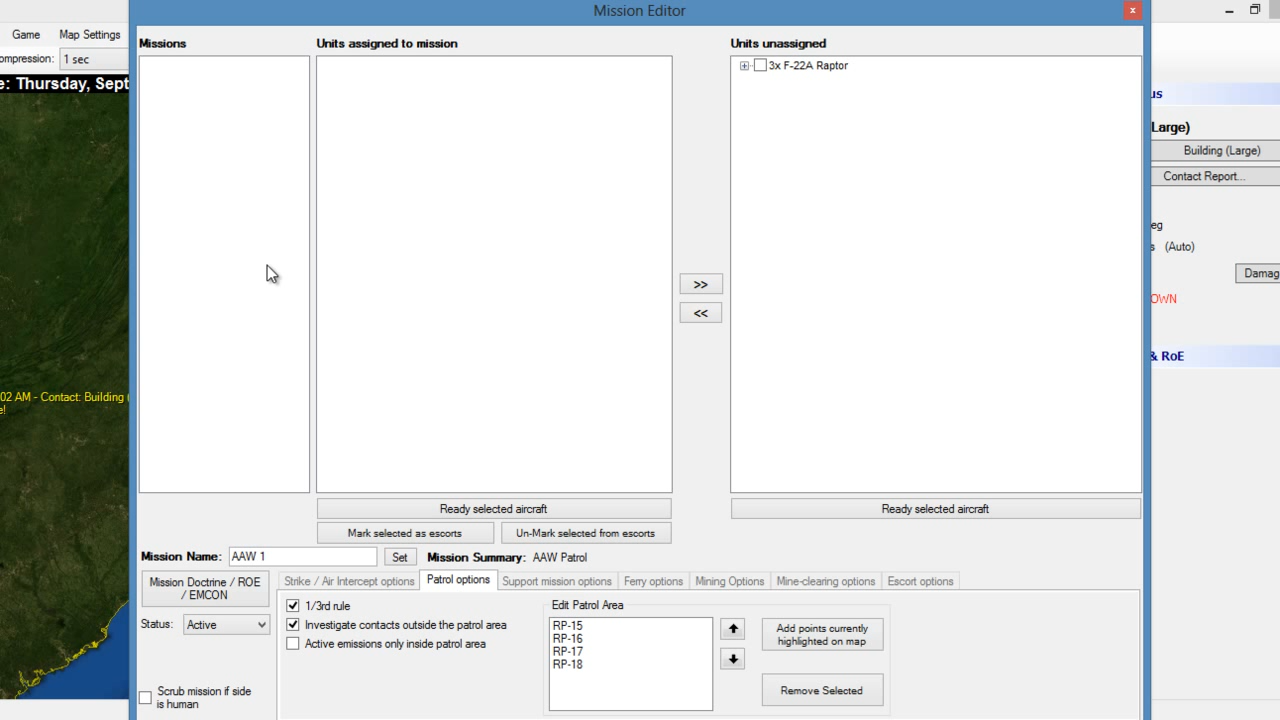 Mission Editor
x
Game
Map Settings
ompression:
1 sec
e: Thursday, Sept
02 AM - Contact: Building
e!
Missions
Units assigned to mission
Units unassigned
3x F-22A Raptor
>>
<<
Ready selected aircraft
Ready selected aircraft
Mark selected as escorts
Un-Mark selected from escorts
Mission Name:
AAW 1
Set
Mission Summary: AAW Patrol
Mission Doctrine / ROE
/ EMCON
Status:
Active
Scrub mission if side
is human
Strike / Air Intercept options
Patrol options
Support mission options
Ferry options
Mining Options
Mine-clearing options
Escort options
1/3rd rule
Investigate contacts outside the patrol area
Active emissions only inside patrol area
Edit Patrol Area
RP-15
RP-16
RP-17
RP-18
Add points currently
highlighted on map
Remove Selected
us
Large)
Building (Large)
Contact Report...
eg
s (Auto)
Damag
OWN
& RoE